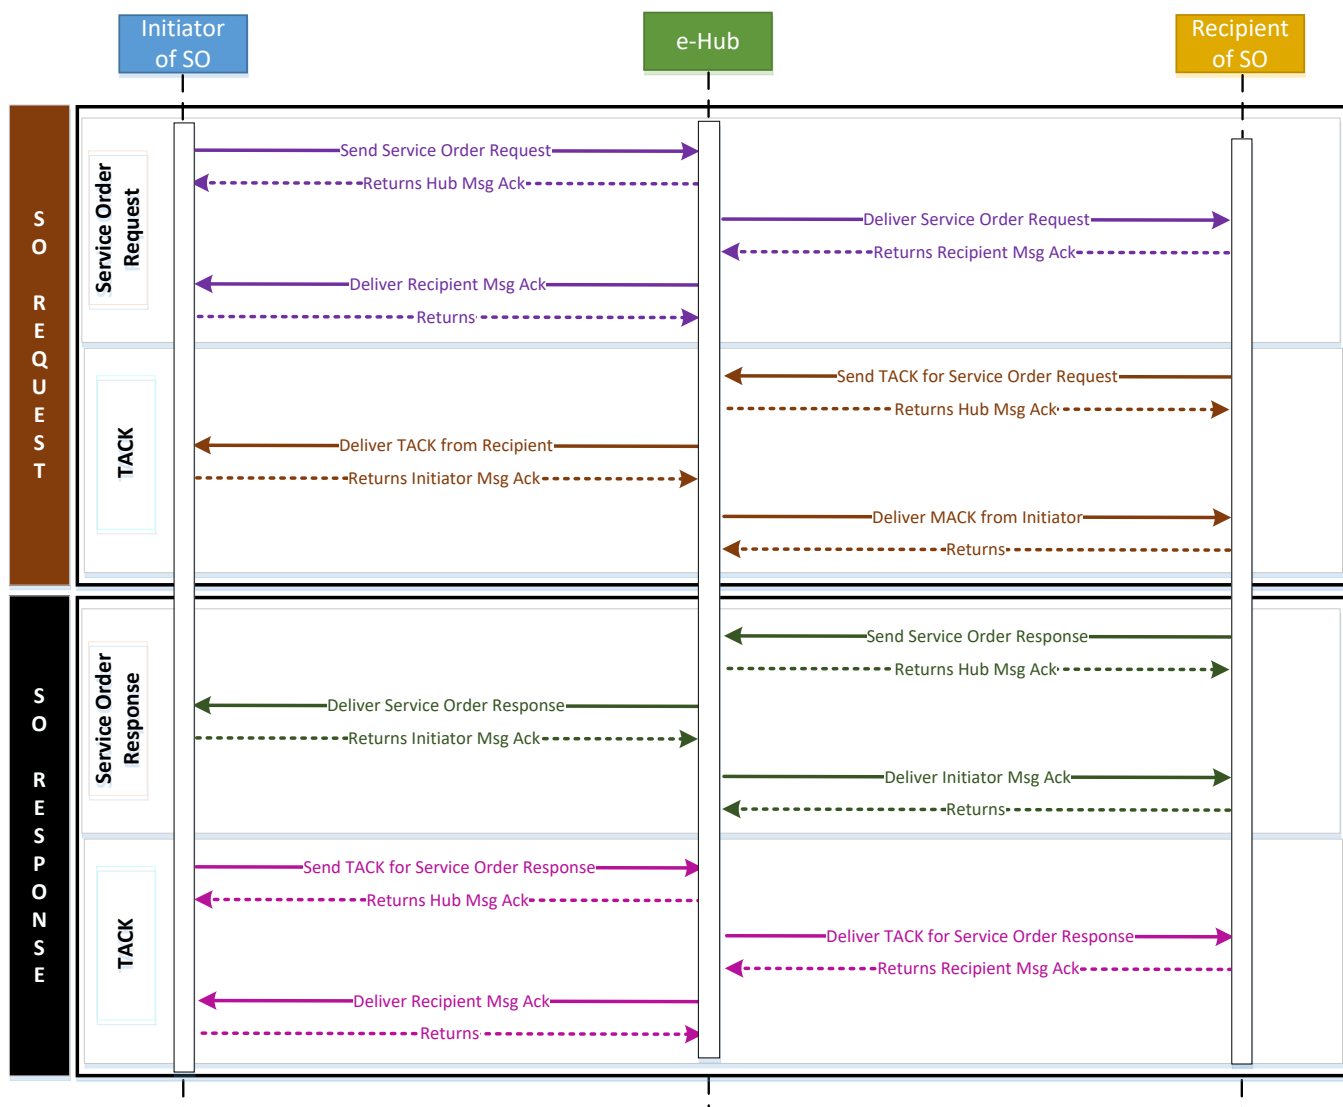 Initiator
of SO
e-Hub
Recipient
of SO
SO REQUEST
Service Order
Request
Send Service Order Request
Returns Hub Msg Ack
Deliver Service Order Request
Returns Recipient Msg Ack
Deliver Recipient Msg Ack
Returns
TACK
Send TACK for Service Order Request
Returns Hub Msg Ack
Deliver TACK from Recipient
Returns Initiator Msg Ack
Deliver MACK from Initiator
Returns
SO RESPONSE
Service Order
Response
Send Service Order Response
Returns Hub Msg Ack
Deliver Service Order Response
Returns Initiator Msg Ack
Deliver Initiator Msg Ack
Returns
TACK
Send TACK for Service Order Response
Returns Hub Msg Ack
Deliver TACK for Service Order Response
Returns Recipient Msg Ack
Deliver Recipient Msg Ack
Returns